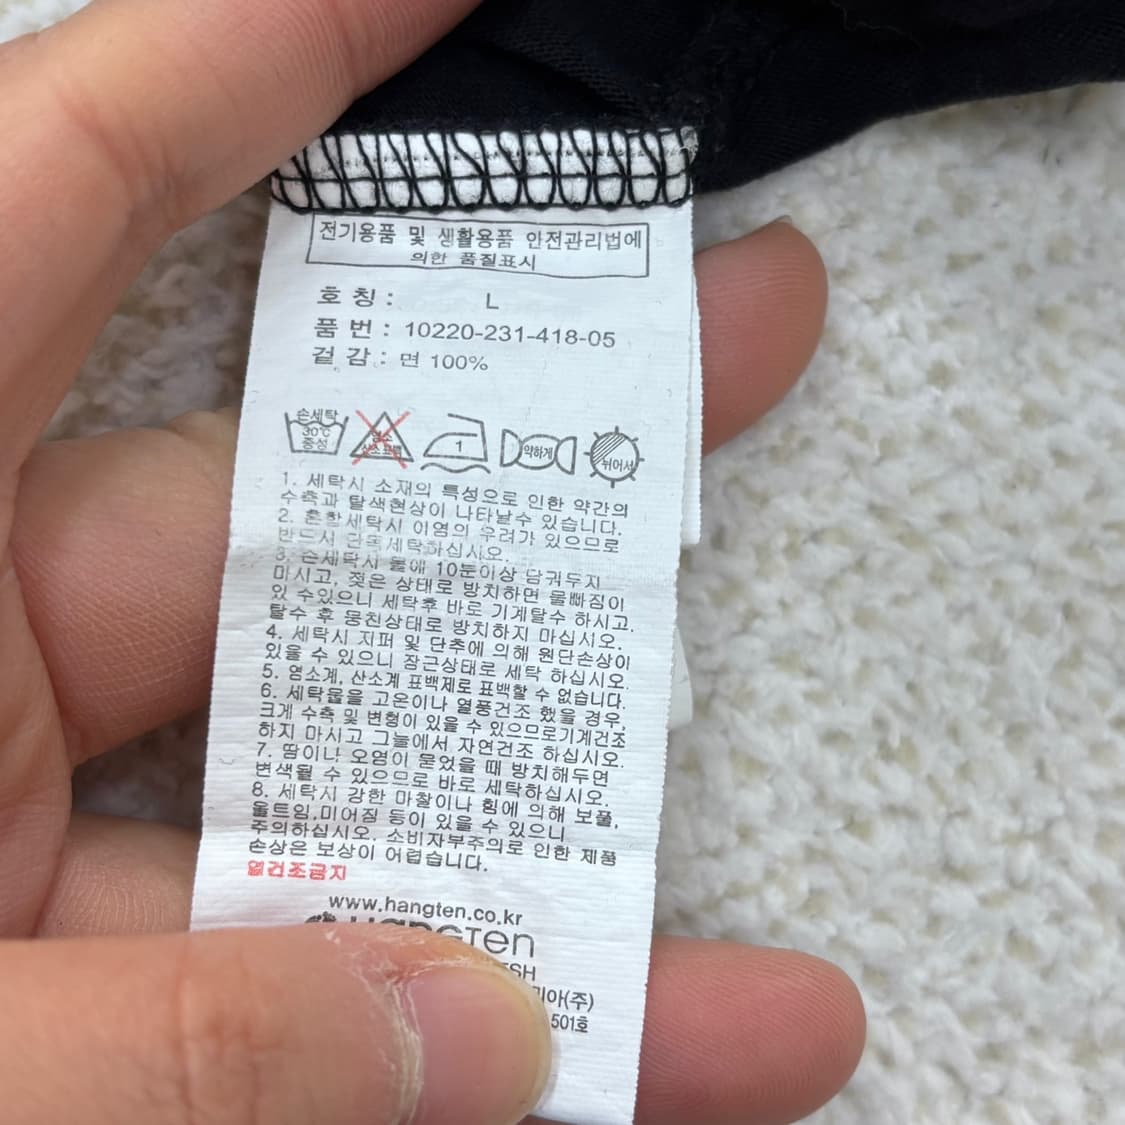 전기용품 및 생활용품 안전관리법에
의한 품질표시
호 칭 : L
품 번 : 10220-231-418-05
겉 감 : 면 100%
손세탁
30℃
중성
염소
산소표백
1
약하게
뉘어서
1. 세탁시 소재의 특성으로 인한 약간의
수축과 탈색현상이 나타날수 있습니다.
2. 혼합세탁시 이염의 우려가 있으므로
반드시 단독세탁하십시오.
3. 손세탁시 물에 10분이상 담궈두지
마시고, 젖은 상태로 방치하면 물빠짐이
있 수있으니 세탁후 바로 기계탈수 하시고.
탈수 후 뭉친상태로 방치하지 마십시오.
4. 세탁시 지퍼 및 단추에 의해 원단손상이
있을 수 있으니 잠근상태로 세탁 하십시오.
5. 염소계, 산소계 표백제로 표백할 수 없습니다.
6. 세탁물을 고온이나 열풍건조 했을 경우,
크게 수축 및 변형이 있을 수 있으므로기계건조
하지 마시고 그늘에서 자연건조 하십시오.
7. 땀이나 오염이 묻었을 때 방치해두면
변색될 수 있으므로 바로 세탁하십시오.
8. 세탁시 강한 마찰이나 힘에 의해 보풀,
올트임,미어짐 등이 있을 수 있으니
주의하십시오. 소비자부주의로 인한 제품
손상은 보상이 어렵습니다.
열건조금지
www.hangten.co.kr
HangTen
(주)
501호